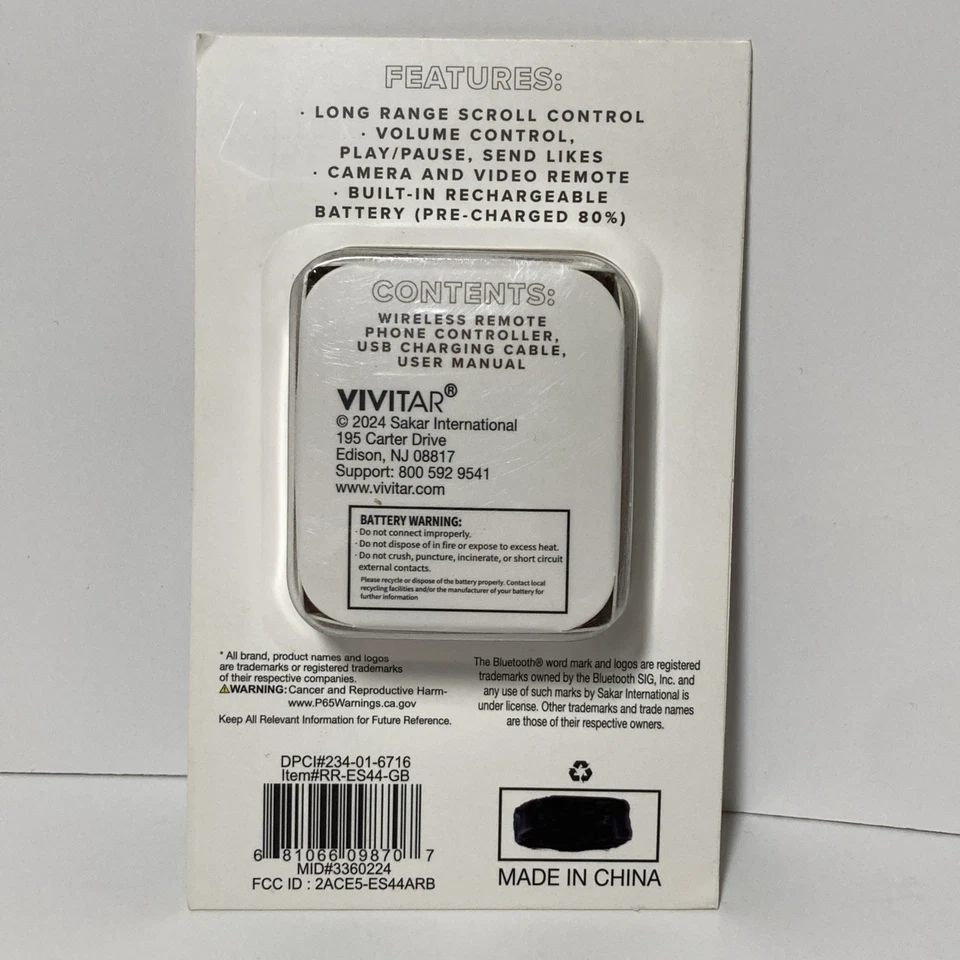 FEATURES:
· LONG RANGE SCROLL CONTROL
· VOLUME CONTROL,
PLAY/PAUSE, SEND LIKES
· CAMERA AND VIDEO REMOTE
· BUILT-IN RECHARGEABLE
BATTERY (PRE-CHARGED 80%)
CONTENTS:
WIRELESS REMOTE
PHONE CONTROLLER,
USB CHARGING CABLE,
USER MANUAL
VIVITAR®
© 2024 Sakar International
195 Carter Drive
Edison, NJ 08817
Support: 800 592 9541
www.vivitar.com
BATTERY WARNING:
· Do not connect improperly.
· Do not dispose of in fire or expose to excess heat.
· Do not crush, puncture, incinerate, or short circuit
external contacts.
Please recycle or dispose of the battery properly. Contact local
recycling facilities and/or the manufacturer of your battery for
further information
* All brand, product names and logos
are trademarks or registered trademarks
of their respective companies.
⚠WARNING: Cancer and Reproductive Harm-
www.P65Warnings.ca.gov
Keep All Relevant Information for Future Reference.
The Bluetooth® word mark and logos are registered
trademarks owned by the Bluetooth SIG, Inc. and
any use of such marks by Sakar International is
under license. Other trademarks and trade names
are those of their respective owners.
DPCI#234-01-6716
Item#RR-ES44-GB
6 81066 09870 7
MID#3360224
FCC ID : 2ACE5-ES44ARB
MADE IN CHINA